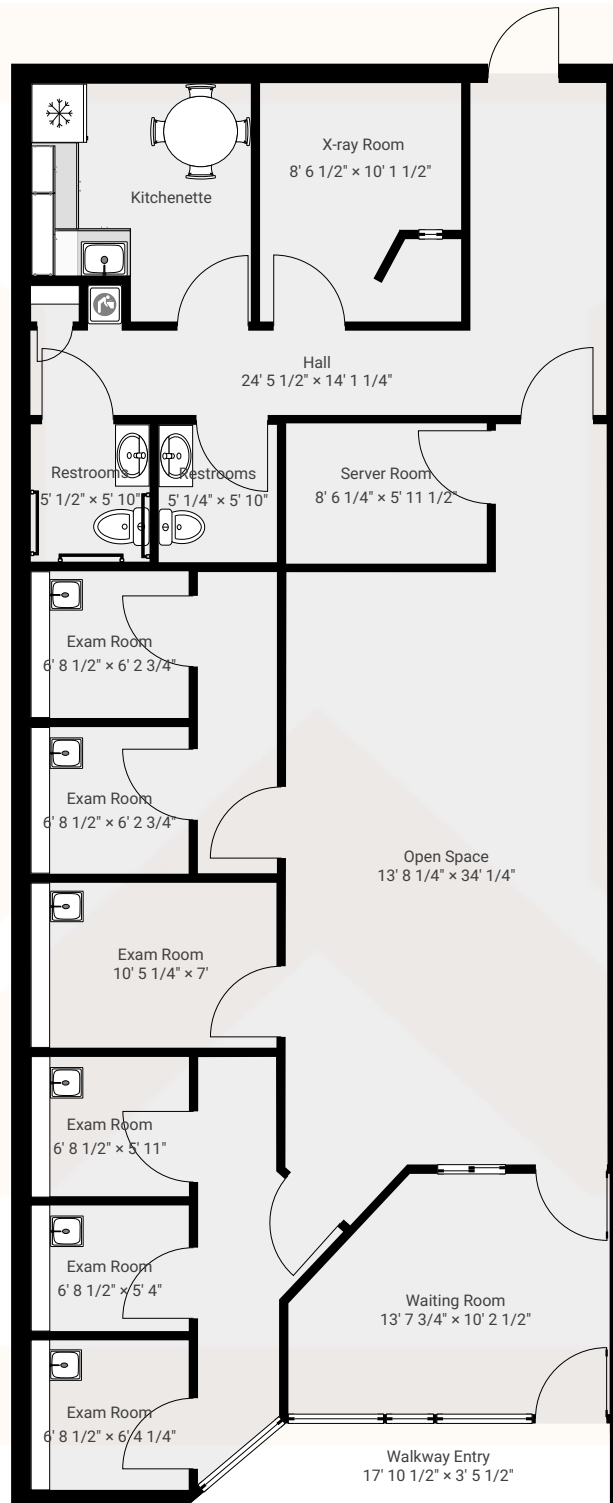 X-ray Room
8' 6 1/2" × 10' 1 1/2"
Kitchenette
Hall
24' 5 1/2" × 14' 1 1/4"
Restrooms
5' 1/2" × 5' 10"
Restrooms
5' 1/4" × 5' 10"
Server Room
8' 6 1/4" × 5' 11 1/2"
Exam Room
6' 8 1/2" × 6' 2 3/4"
Exam Room
6' 8 1/2" × 6' 2 3/4"
Open Space
13' 8 1/4" × 34' 1/4"
Exam Room
10' 5 1/4" × 7'
Exam Room
6' 8 1/2" × 5' 11"
Exam Room
6' 8 1/2" × 5' 4"
Waiting Room
13' 7 3/4" × 10' 2 1/2"
Exam Room
6' 8 1/2" × 6' 4 1/4"
Walkway Entry
17' 10 1/2" × 3' 5 1/2"